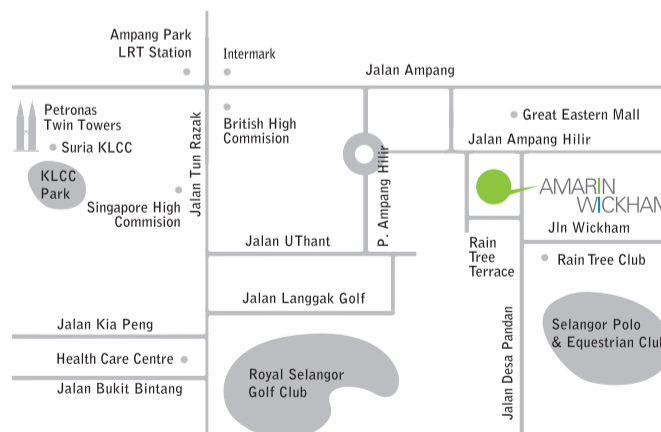 Ampang Park
LRT Station
Intermark
Jalan Ampang
Petronas
Twin Towers
British High
Commision
Great Eastern Mall
Jalan Ampang Hilir
Suria KLCC
KLCC
Park
Jalan Tun Razak
P. Ampang Hilir
Singapore High
Commision
AMARIN
WICKHAM
Jln Wickham
Jalan UThant
Rain
Tree
Terrace
Rain Tree Club
Jalan Langgak Golf
Jalan Kia Peng
Selangor Polo
& Equestrian Club
Health Care Centre
Jalan Desa Pandan
Royal Selangor
Golf Club
Jalan Bukit Bintang